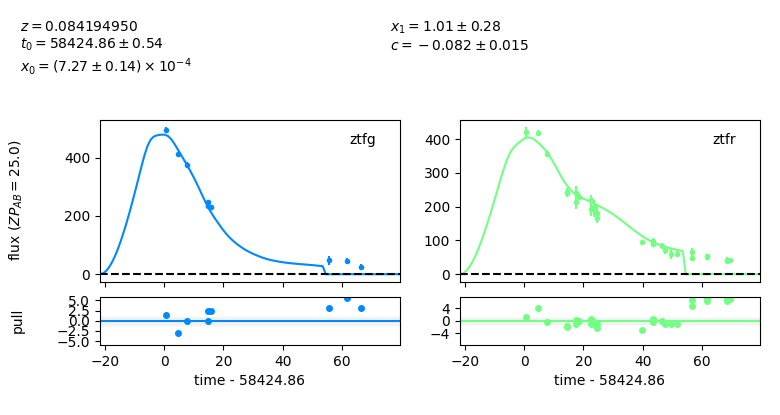 z = 0.084194950
t₀ = 58424.86 ± 0.54
x₀ = (7.27 ± 0.14) × 10⁻⁴
x₁ = 1.01 ± 0.28
c = −0.082 ± 0.015
flux (ZP_AB = 25.0)
ztfg
400
200
0
ztfr
400
300
200
100
0
pull
5.0
2.5
0.0
−2.5
−5.0
4
0
−4
−20 0 20 40 60
−20 0 20 40 60
time - 58424.86
time - 58424.86